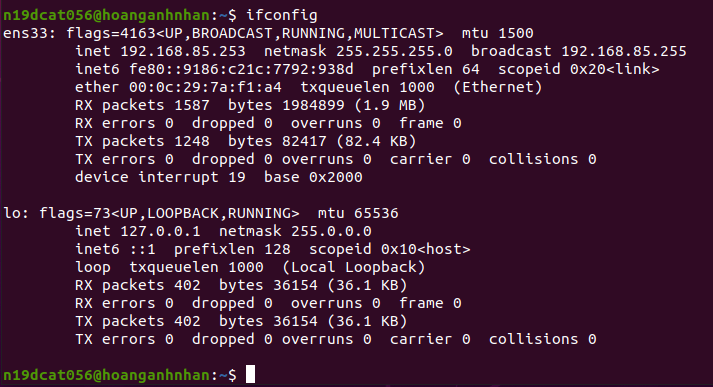 n19dcat056@hoanganhnhan:~$ ifconfig
ens33: flags=4163<UP,BROADCAST,RUNNING,MULTICAST>  mtu 1500
        inet 192.168.85.253  netmask 255.255.255.0  broadcast 192.168.85.255
        inet6 fe80::9186:c21c:7792:938d  prefixlen 64  scopeid 0x20<link>
        ether 00:0c:29:7a:f1:a4  txqueuelen 1000  (Ethernet)
        RX packets 1587  bytes 1984899 (1.9 MB)
        RX errors 0  dropped 0  overruns 0  frame 0
        TX packets 1248  bytes 82417 (82.4 KB)
        TX errors 0  dropped 0 overruns 0  carrier 0  collisions 0
        device interrupt 19  base 0x2000
lo: flags=73<UP,LOOPBACK,RUNNING>  mtu 65536
        inet 127.0.0.1  netmask 255.0.0.0
        inet6 ::1  prefixlen 128  scopeid 0x10<host>
        loop  txqueuelen 1000  (Local Loopback)
        RX packets 402  bytes 36154 (36.1 KB)
        RX errors 0  dropped 0  overruns 0  frame 0
        TX packets 402  bytes 36154 (36.1 KB)
        TX errors 0  dropped 0 overruns 0  carrier 0  collisions 0
n19dcat056@hoanganhnhan:~$